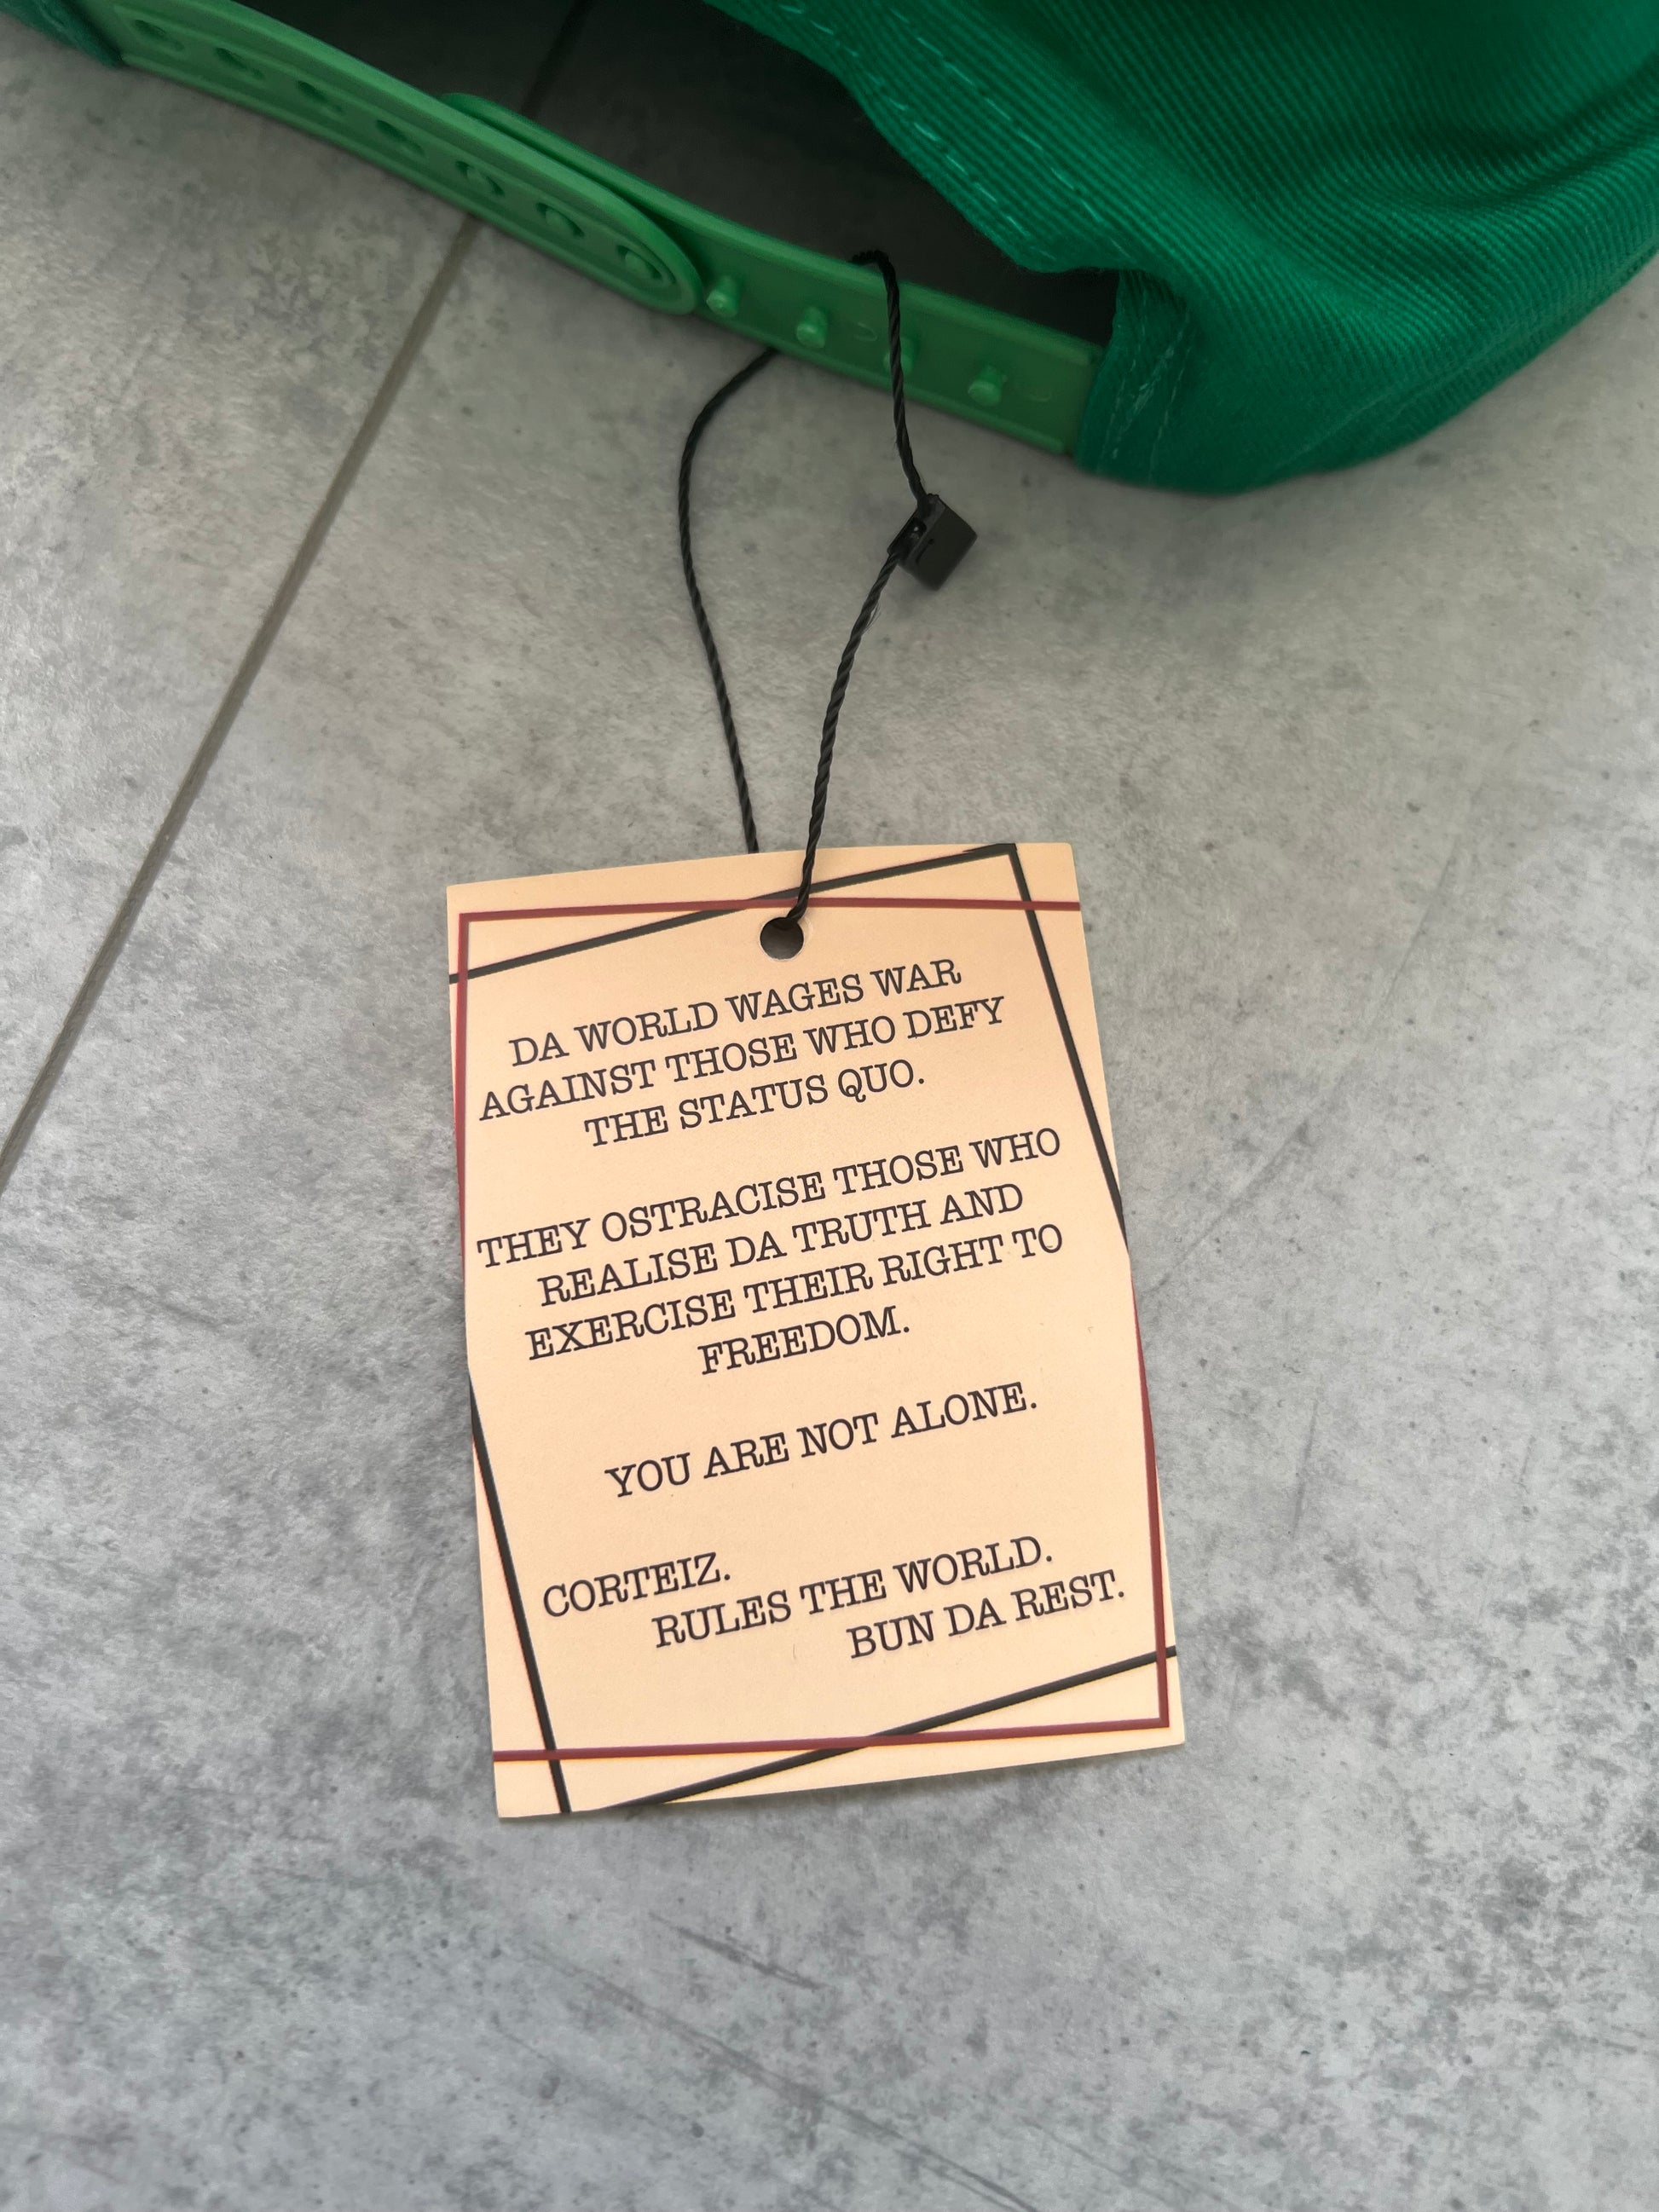 DA WORLD WAGES WAR
AGAINST THOSE WHO DEFY
THE STATUS QUO.
THEY OSTRACISE THOSE WHO
REALISE DA TRUTH AND
EXERCISE THEIR RIGHT TO
FREEDOM.
YOU ARE NOT ALONE.
CORTEIZ.
RULES THE WORLD.
BUN DA REST.